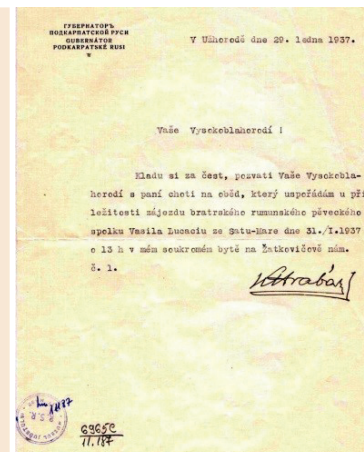 ГУБЕРНАТОРЪ
ПОДКАРПАТСКОЙ РУСИ
GUBERNÁTOR
PODKARPATSKÉ RUSI
V Užhorodě dne 29. ledna 1937.
Vaše Vysokoblahorodí !
Kladu si za čest, pozvati Vaše Vysokobla-
horodí s paní chotí na oběd, který uspořádám u pří
ležitosti zájezdu bratrského rumunského pěveckého
spolku Vasila Lucaciu ze Satu-Mare dne 31./I.1937
o 13 h v mém soukromém bytě na Žatkovičově nám.
č. 1.
Hrabár
6965C
11.187